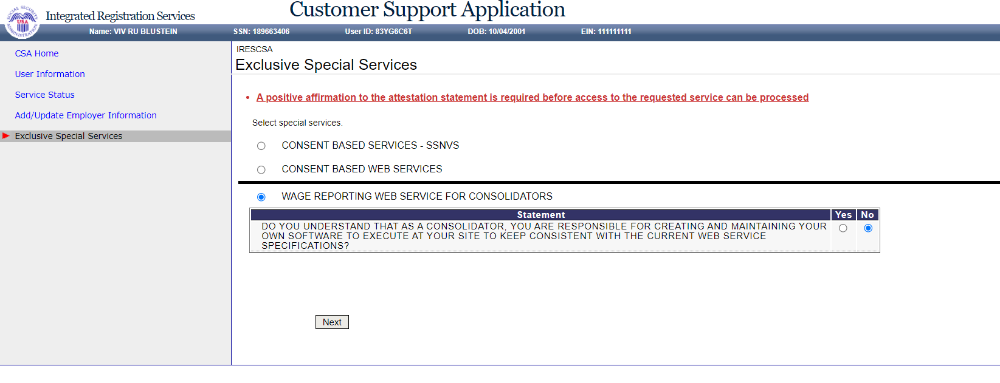 Customer Support Application
SOCIAL SECURITY ADMINISTRATION
USA
Integrated Registration Services
Name: VIV RU BLUSTEIN SSN: 189663406 User ID: 83YG6C6T DOB: 10/04/2001 EIN: 111111111
CSA Home
User Information
Service Status
Add/Update Employer Information
Exclusive Special Services
IRESCSA
Exclusive Special Services
• A positive affirmation to the attestation statement is required before access to the requested service can be processed
Select special services.
CONSENT BASED SERVICES - SSNVS
CONSENT BASED WEB SERVICES
WAGE REPORTING WEB SERVICE FOR CONSOLIDATORS
Statement Yes No
DO YOU UNDERSTAND THAT AS A CONSOLIDATOR, YOU ARE RESPONSIBLE FOR CREATING AND MAINTAINING YOUR
OWN SOFTWARE TO EXECUTE AT YOUR SITE TO KEEP CONSISTENT WITH THE CURRENT WEB SERVICE
SPECIFICATIONS?
Next